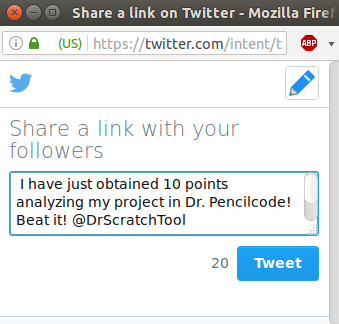 Share a link on Twitter - Mozilla Firef
(US) https://twitter.com/intent/t
ABP
Share a link with your
followers
I have just obtained 10 points
analyzing my project in Dr. Pencilcode!
Beat it! @DrScratchTool
20 Tweet